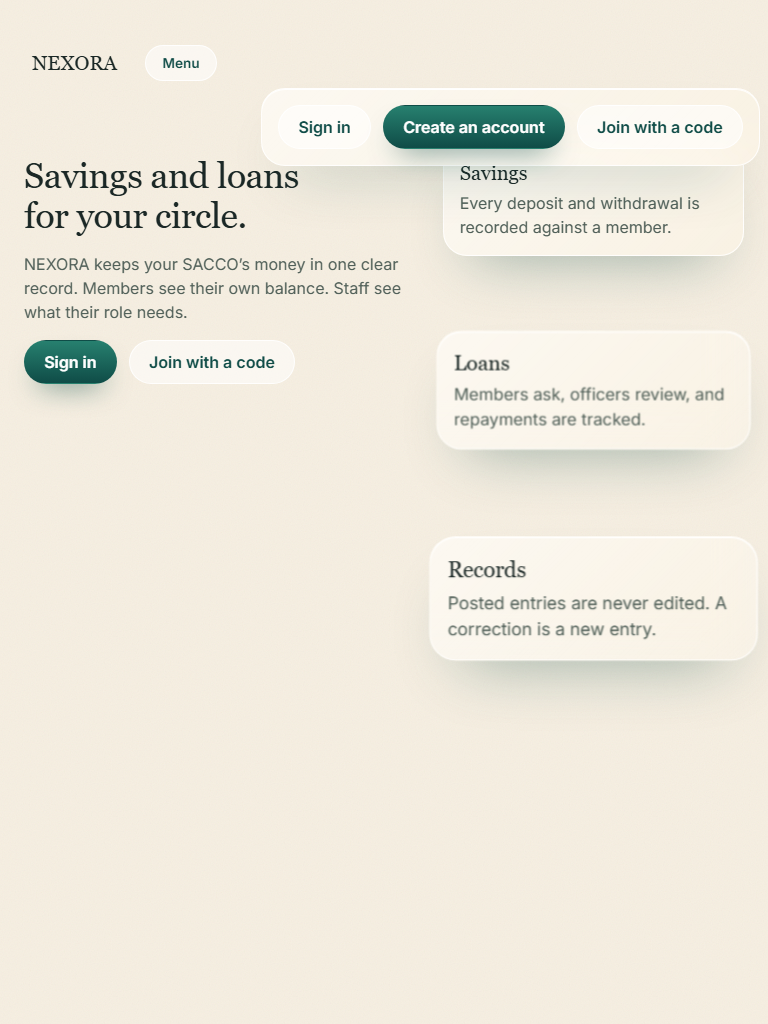 NEXORA
Menu
Sign in
Create an account
Join with a code
Savings and loans
for your circle.
NEXORA keeps your SACCO’s money in one clear
record. Members see their own balance. Staff see
what their role needs.
Sign in
Join with a code
Savings
Every deposit and withdrawal is
recorded against a member.
Loans
Members ask, officers review, and
repayments are tracked.
Records
Posted entries are never edited. A
correction is a new entry.